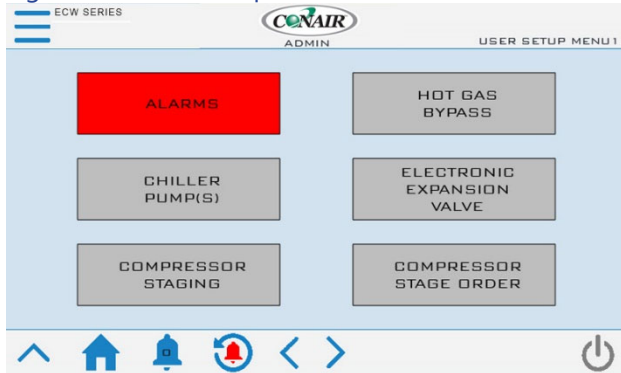 ECW SERIES
CONAIR
ADMIN
USER SETUP MENU1
ALARMS
HOT GAS
BYPASS
CHILLER
PUMP(S)
ELECTRONIC
EXPANSION
VALVE
COMPRESSOR
STAGING
COMPRESSOR
STAGE ORDER